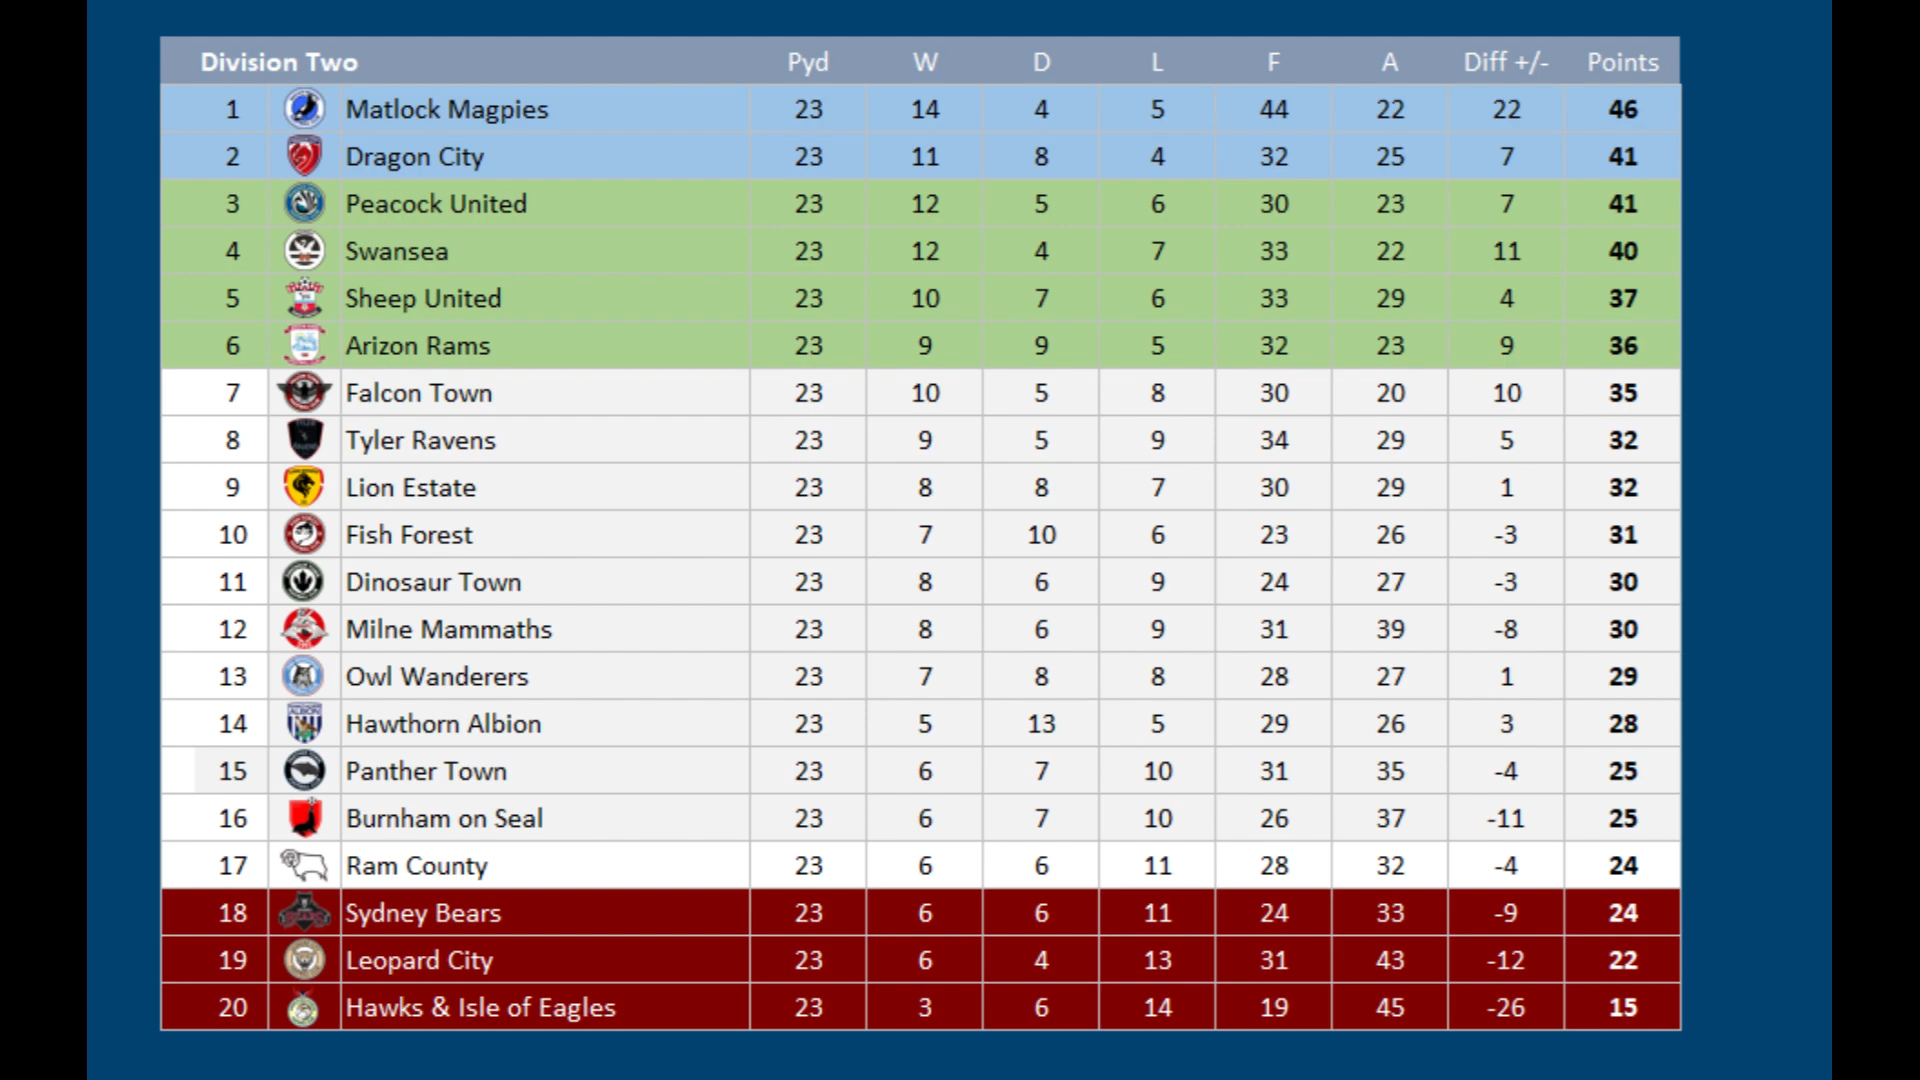 Division Two Pyd W D L F A Diff +/- Points
1 Matlock Magpies 23 14 4 5 44 22 22 46
2 Dragon City 23 11 8 4 32 25 7 41
3 Peacock United 23 12 5 6 30 23 7 41
4 Swansea 23 12 4 7 33 22 11 40
5 Sheep United 23 10 7 6 33 29 4 37
6 Arizon Rams 23 9 9 5 32 23 9 36
7 Falcon Town 23 10 5 8 30 20 10 35
8 Tyler Ravens 23 9 5 9 34 29 5 32
9 Lion Estate 23 8 8 7 30 29 1 32
10 Fish Forest 23 7 10 6 23 26 -3 31
11 Dinosaur Town 23 8 6 9 24 27 -3 30
12 Milne Mammaths 23 8 6 9 31 39 -8 30
13 Owl Wanderers 23 7 8 8 28 27 1 29
14 Hawthorn Albion 23 5 13 5 29 26 3 28
15 Panther Town 23 6 7 10 31 35 -4 25
16 Burnham on Seal 23 6 7 10 26 37 -11 25
17 Ram County 23 6 6 11 28 32 -4 24
18 Sydney Bears 23 6 6 11 24 33 -9 24
19 Leopard City 23 6 4 13 31 43 -12 22
20 Hawks & Isle of Eagles 23 3 6 14 19 45 -26 15